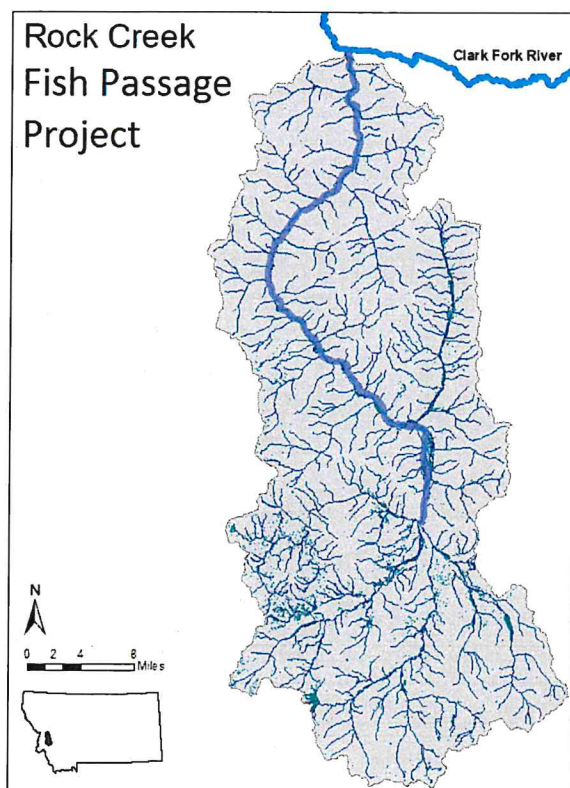 Rock Creek
Fish Passage
Project
Clark Fork River
N
0 2 4 8
Miles